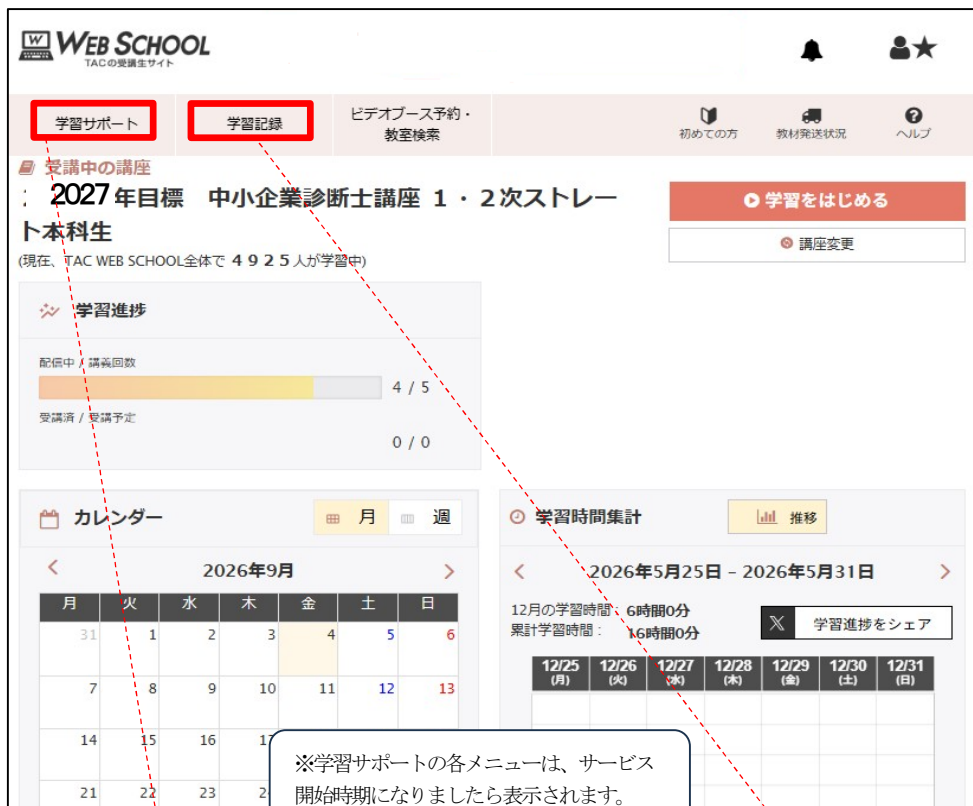 WEB SCHOOL
TACの受講生サイト
学習サポート
学習記録
ビデオブース予約・
教室検索
初めての方
教材発送状況
ヘルプ
受講中の講座
2027年目標 中小企業診断士講座 1・2次ストレー
ト本科生
(現在、TAC WEB SCHOOL全体で 4925人が学習中)
学習をはじめる
講座変更
学習進捗
配信中 / 講義回数
4 / 5
受講済 / 受講予定
0 / 0
カレンダー
月 週
2026年9月
月 火 水 木 金 土 日
31 1 2 3 4 5 6
7 8 9 10 11 12 13
14 15 16
21 22 23
学習時間集計
推移
2026年5月25日 – 2026年5月31日
12月の学習時間: 6時間0分
累計学習時間: 16時間0分
学習進捗をシェア
12/25 12/26 12/27 12/28 12/29 12/30 12/31
(月) (火) (水) (木) (金) (土) (日)
※学習サポートの各メニューは、サービス
開始時期になりましたら表示されます。